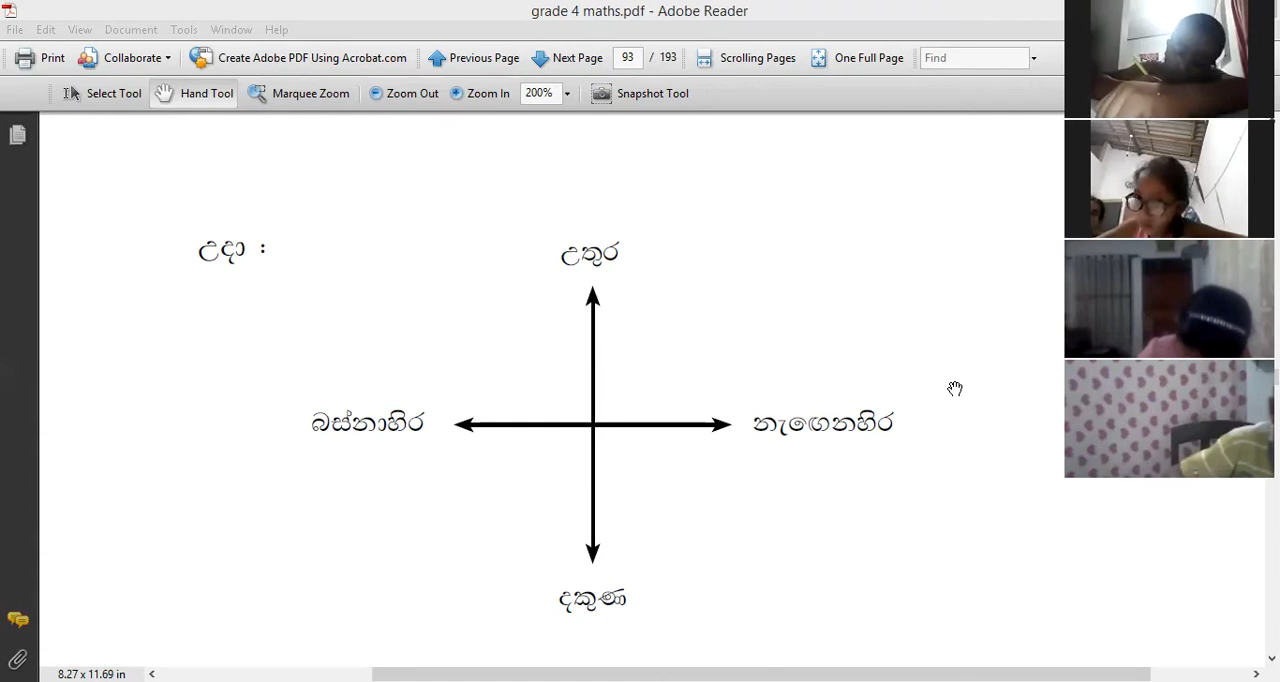 grade 4 maths.pdf - Adobe Reader
File Edit View Document Tools Window Help
Print Collaborate Create Adobe PDF Using Acrobat.com Previous Page Next Page 93 / 193 Scrolling Pages One Full Page Find
Select Tool Hand Tool Marquee Zoom Zoom Out Zoom In 200% Snapshot Tool
උදා : උතුර
බස්නාහිර නැඟෙනහිර
දකුණ
8.27 x 11.69 in